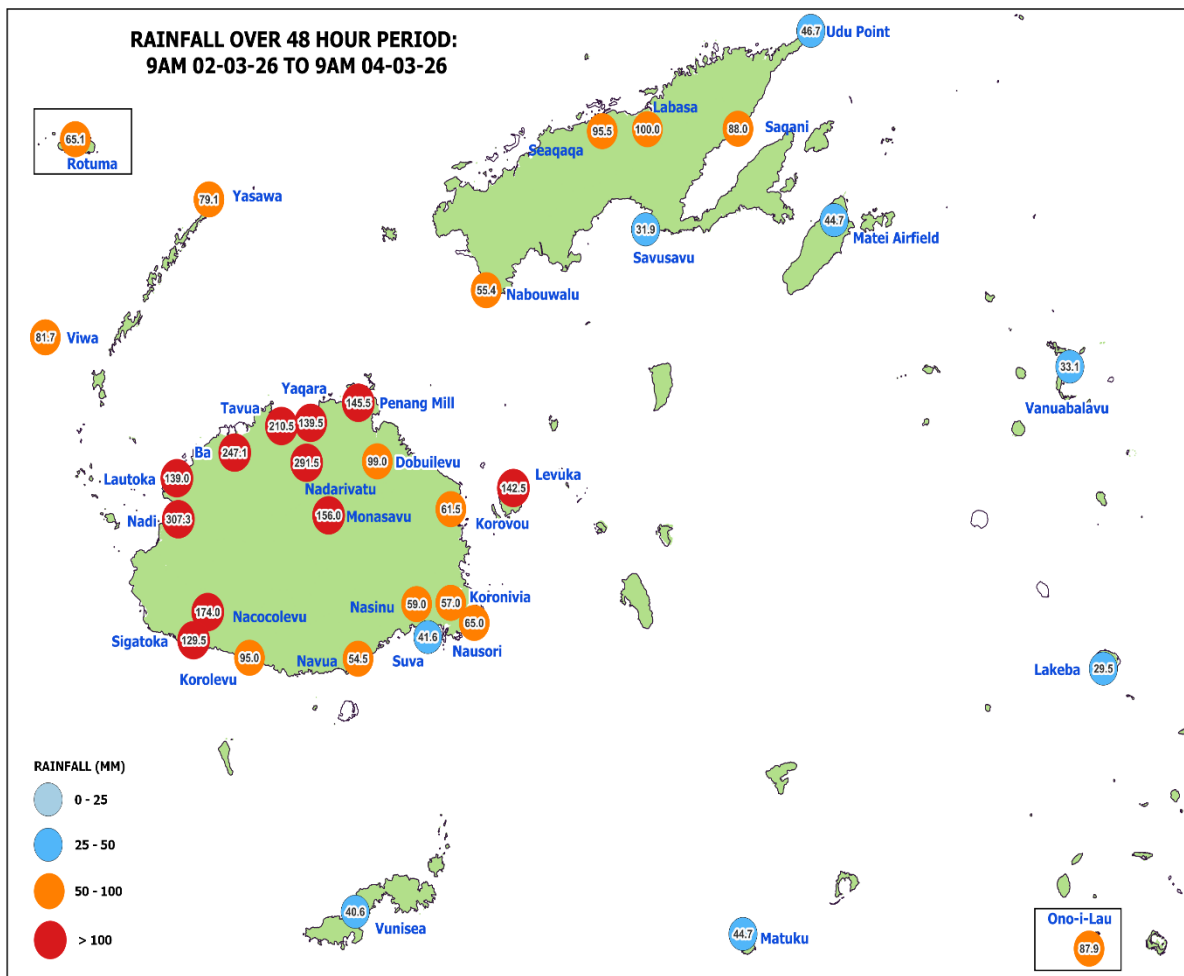 RAINFALL OVER 48 HOUR PERIOD:
9AM 02-03-26 TO 9AM 04-03-26
46.7
Udu Point
Labasa
95.5
100.0
88.0
Saqani
Seaqaqa
65.1
Rotuma
79.1
Yasawa
44.7
Matei Airfield
31.9
Savusavu
55.4
Nabouwalu
81.7
Viwa
33.1
Vanuabalavu
Yaqara
145.5
Penang Mill
Tavua
210.5
139.5
Ba
247.1
291.5
99.0
Dobuilevu
Lautoka
139.0
Nadarivatu
142.5
Levuka
Nadi
307.3
156.0
Monasavu
61.5
Korovou
174.0
Nacocolevu
Nasinu
59.0
57.0
Koronivia
65.0
Nausori
Sigatoka
129.5
41.6
Suva
95.0
Korolevu
Navua
54.5
Lakeba
29.5
RAINFALL (MM)
0 - 25
25 - 50
50 - 100
> 100
40.6
Vunisea
44.7
Matuku
Ono-i-Lau
87.9